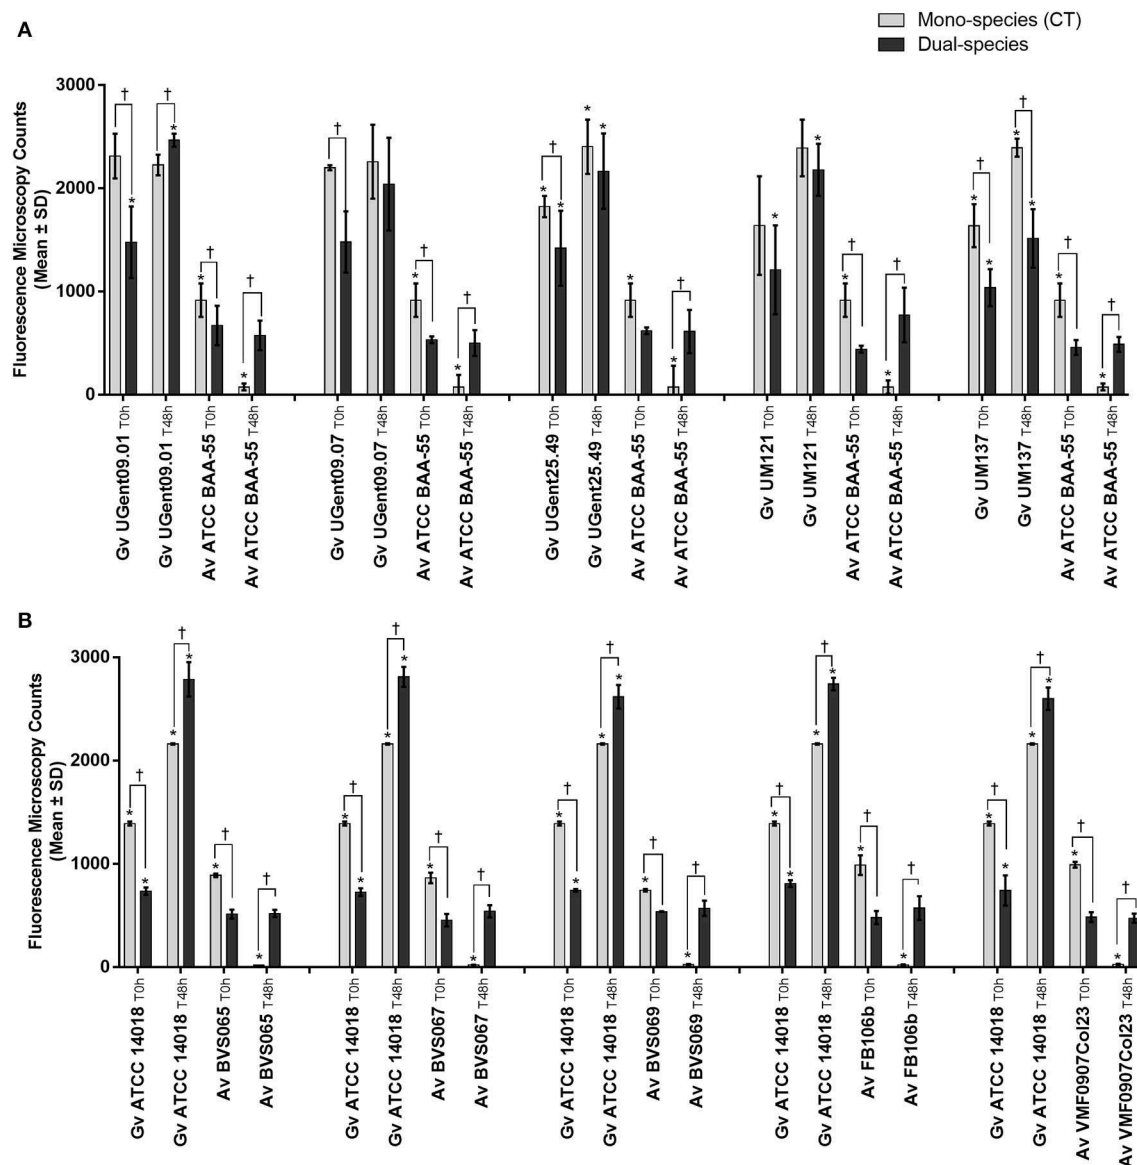 A
Mono-species (CT)
Dual-species
Fluorescence Microscopy Counts
(Mean ± SD)
3000
2000
1000
0
† † † †
† † †
† †
† †
† † † †
* * * *
* *
* * * * * *
* * * *
* * * * * *
Gv UGent09.01 T0h
Gv UGent09.01 T48h
Av ATCC BAA-55 T0h
Av ATCC BAA-55 T48h
Gv UGent09.07 T0h
Gv UGent09.07 T48h
Av ATCC BAA-55 T0h
Av ATCC BAA-55 T48h
Gv UGent25.49 T0h
Gv UGent25.49 T48h
Av ATCC BAA-55 T0h
Av ATCC BAA-55 T48h
Gv UM121 T0h
Gv UM121 T48h
Av ATCC BAA-55 T0h
Av ATCC BAA-55 T48h
Gv UM137 T0h
Gv UM137 T48h
Av ATCC BAA-55 T0h
Av ATCC BAA-55 T48h
B
Fluorescence Microscopy Counts
(Mean ± SD)
3000
2000
1000
0
† † † †
† † † †
† † † †
† † † †
† † † †
* * * * * *
* * * * * *
* * * * * *
* * * * * *
* * * * * *
Gv ATCC 14018 T0h
Gv ATCC 14018 T48h
Av BVS065 T0h
Av BVS065 T48h
Gv ATCC 14018 T0h
Gv ATCC 14018 T48h
Av BVS067 T0h
Av BVS067 T48h
Gv ATCC 14018 T0h
Gv ATCC 14018 T48h
Av BVS069 T0h
Av BVS069 T48h
Gv ATCC 14018 T0h
Gv ATCC 14018 T48h
Av FB106b T0h
Av FB106b T48h
Gv ATCC 14018 T0h
Gv ATCC 14018 T48h
Av VMF0907Col23 T0h
Av VMF0907Col23 T48h